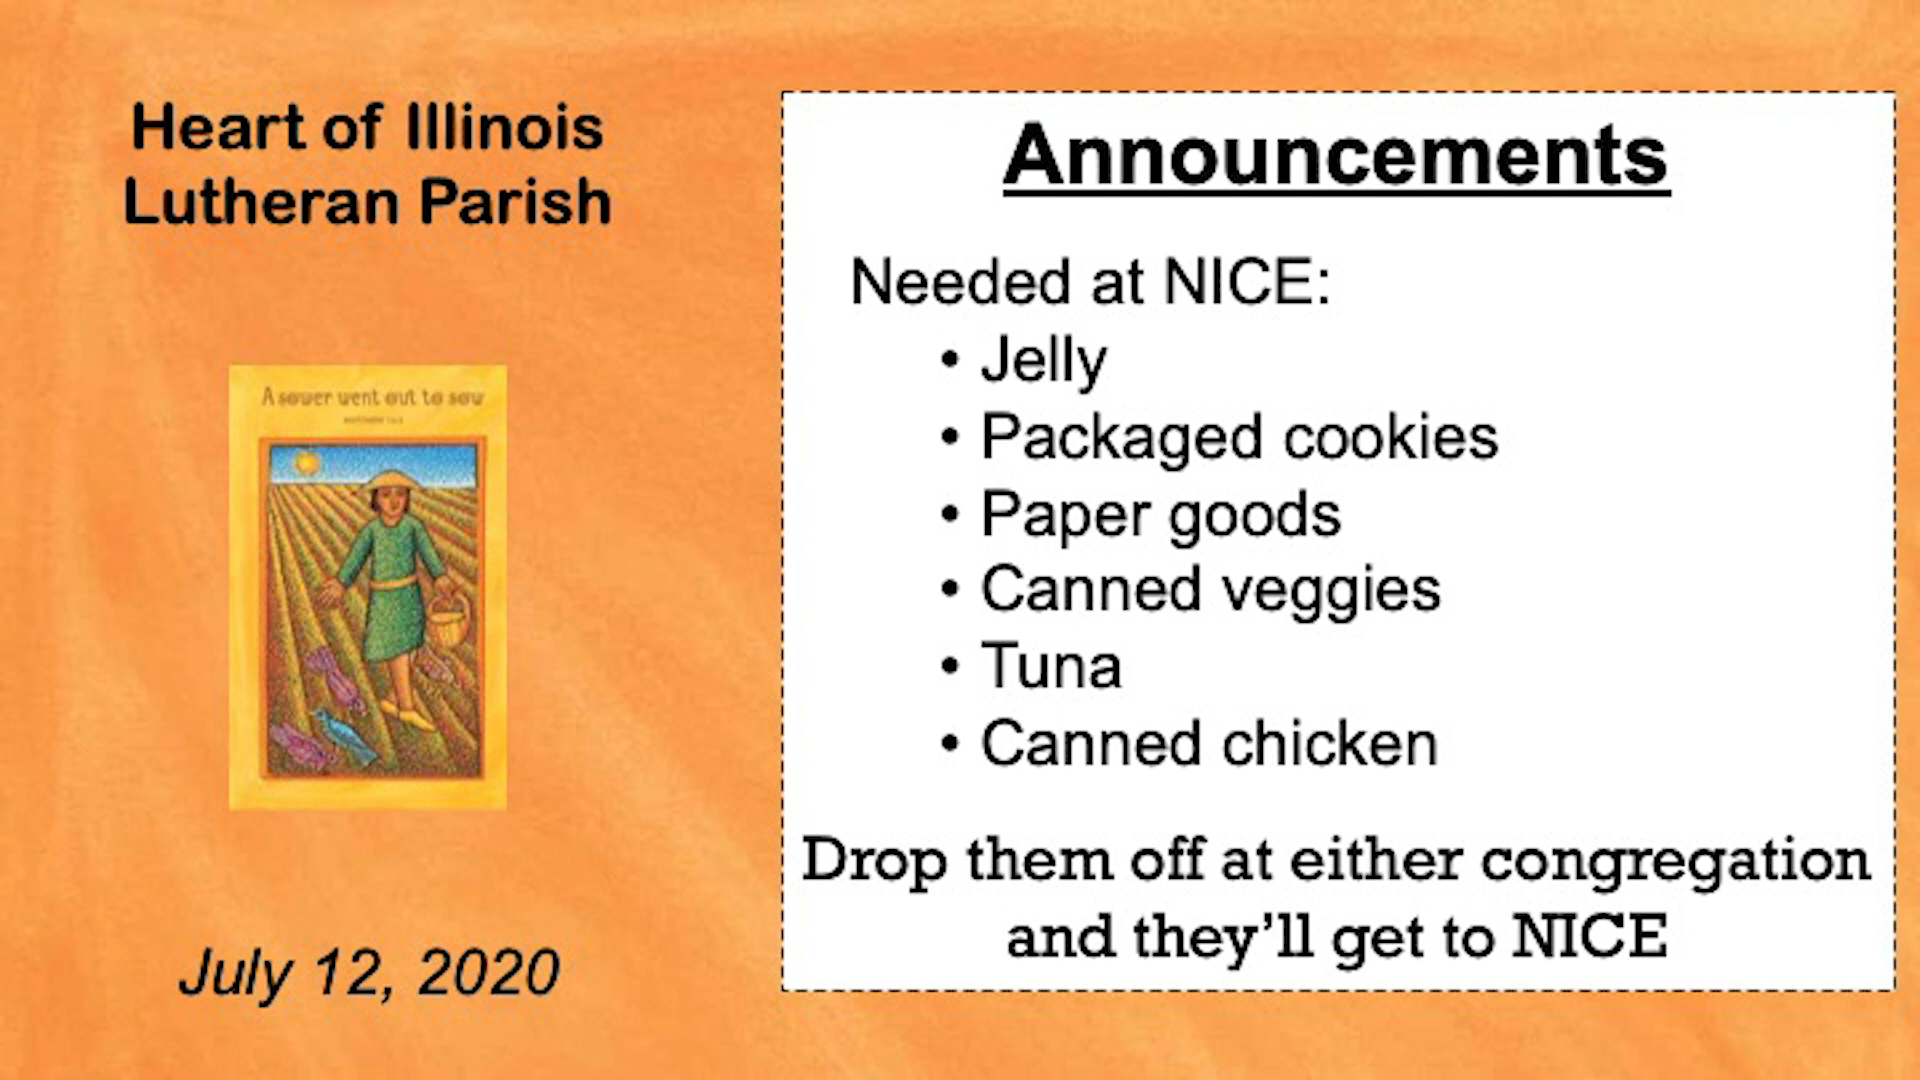 Heart of Illinois
Lutheran Parish
A sower went out to sow
July 12, 2020
Announcements
Needed at NICE:
• Jelly
• Packaged cookies
• Paper goods
• Canned veggies
• Tuna
• Canned chicken
Drop them off at either congregation
and they’ll get to NICE